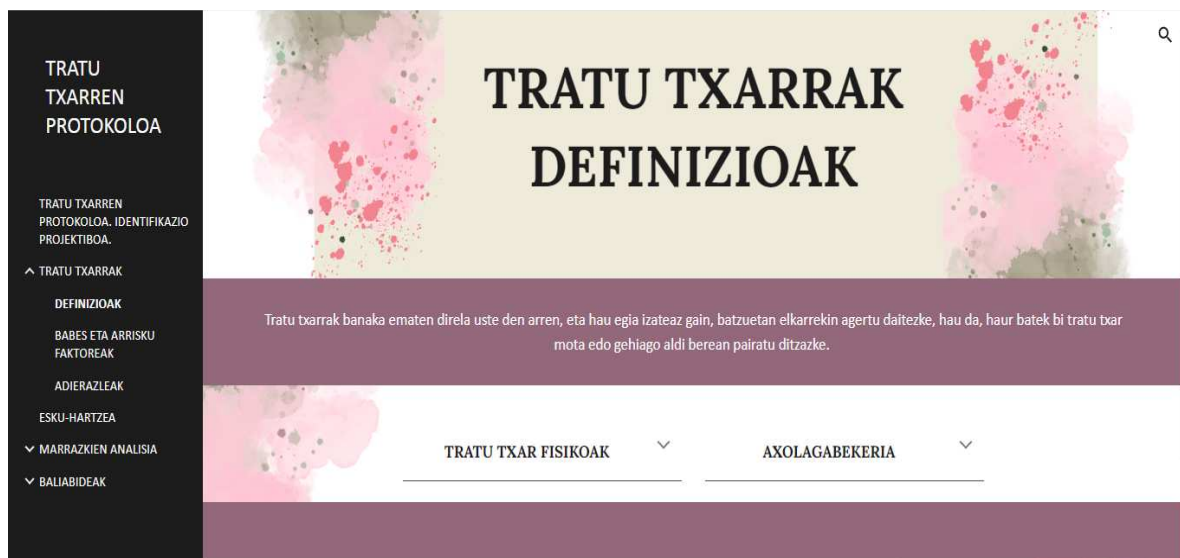 TRATU
TXARREN
PROTOKOLOA
TRATU TXARREN
PROTOKOLOA. IDENTIFIKAZIO
PROJEKTIBOA.
TRATU TXARRAK
DEFINIZIOAK
BABES ETA ARRISKU
FAKTOREAK
ADIERAZLEAK
ESKU-HARTZEA
MARRAZKIEN ANALISIA
BALIABIDEAK
TRATU TXARRAK
DEFINIZIOAK
Tratu txarrak banaka ematen direla uste den arren, eta hau egia izateaz gain, batzuetan elkarrekin agertu daitezke, hau da, haur batek bi tratu txar
mota edo gehiago aldi berean pairatu ditzazke.
TRATU TXAR FISIKOAK
AXOLAGABEKERIA